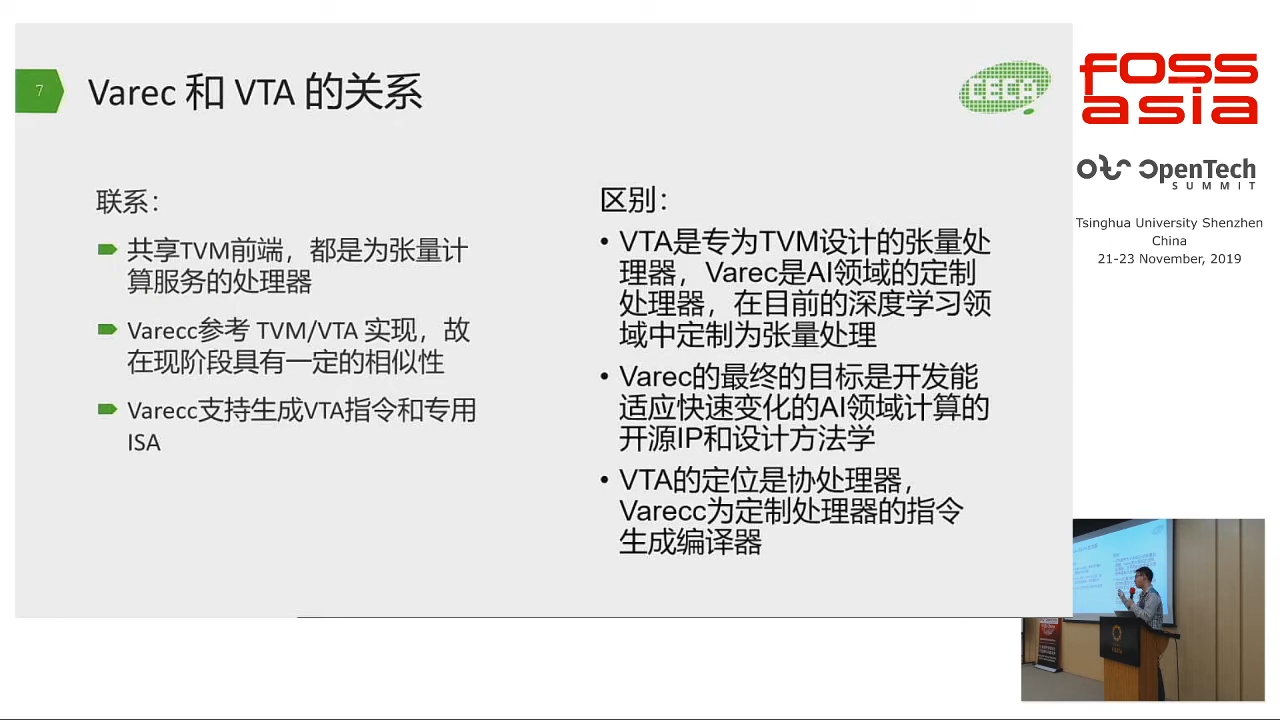 7
Varec 和 VTA 的关系
联系：
共享TVM前端，都是为张量计
算服务的处理器
Varecc参考 TVM/VTA 实现，故
在现阶段具有一定的相似性
Varecc支持生成VTA指令和专用
ISA
区别：
• VTA是专为TVM设计的张量处
理器，Varec是AI领域的定制
处理器，在目前的深度学习领
域中定制为张量处理
• Varec的最终的目标是开发能
适应快速变化的AI领域计算的
开源IP和设计方法学
• VTA的定位是协处理器，
Varecc为定制处理器的指令
生成编译器
FOSS
asia
OpenTech
SUMMIT
Tsinghua University Shenzhen
China
21-23 November, 2019